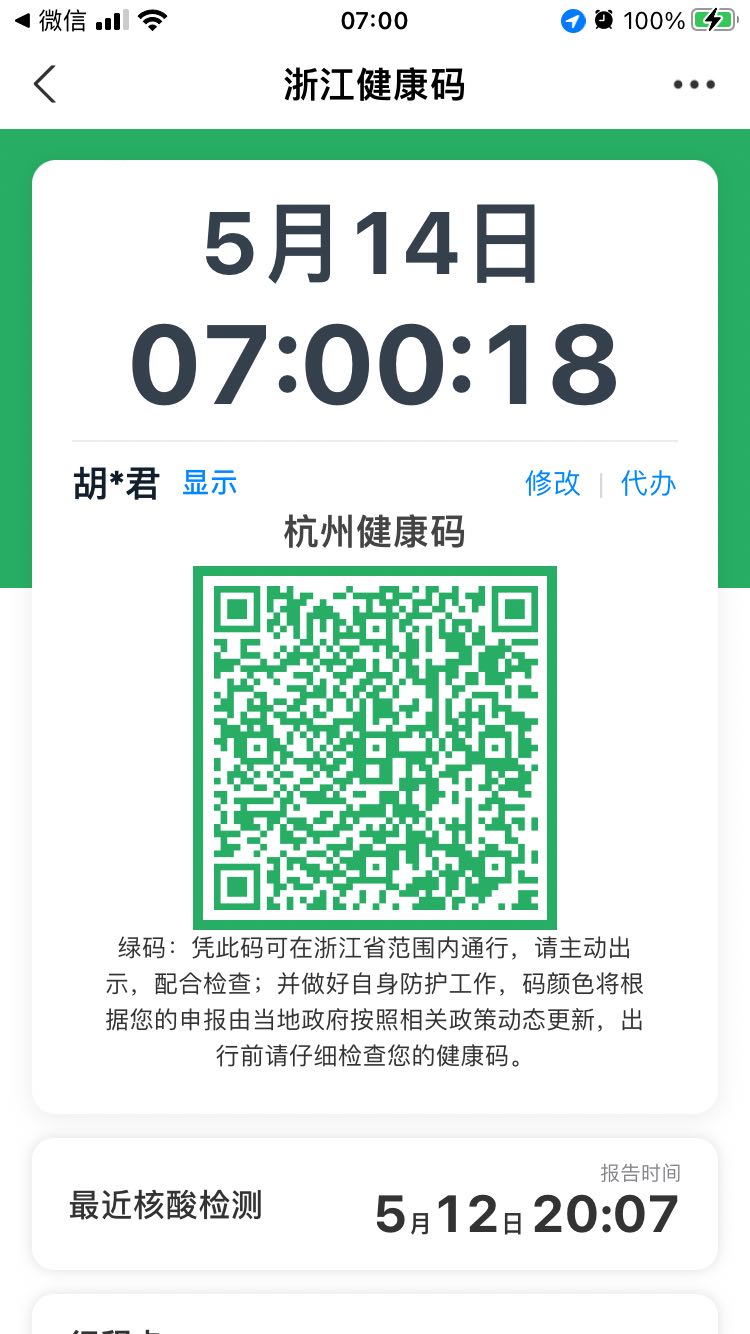 微信 07:00 100%
浙江健康码
5月14日
07:00:18
胡*君 显示 修改 代办
杭州健康码
绿码：凭此码可在浙江省范围内通行，请主动出
示，配合检查；并做好自身防护工作，码颜色将根
据您的申报由当地政府按照相关政策动态更新，出
行前请仔细检查您的健康码。
报告时间
最近核酸检测 5月12日 20:07